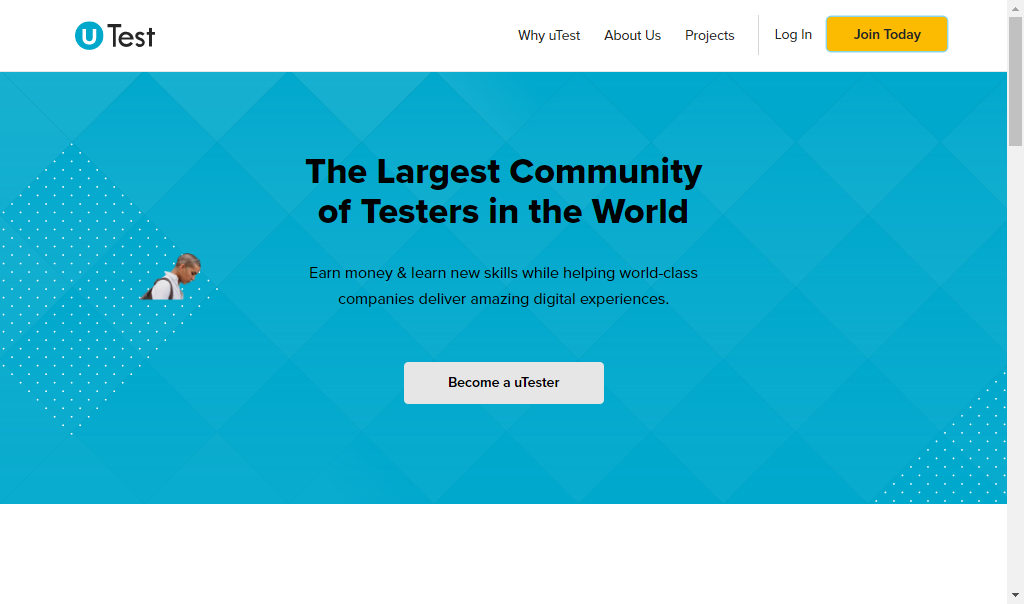 uTest
Why uTest
About Us
Projects
Log In
Join Today
The Largest Community
of Testers in the World
Earn money & learn new skills while helping world-class
companies deliver amazing digital experiences.
Become a uTester